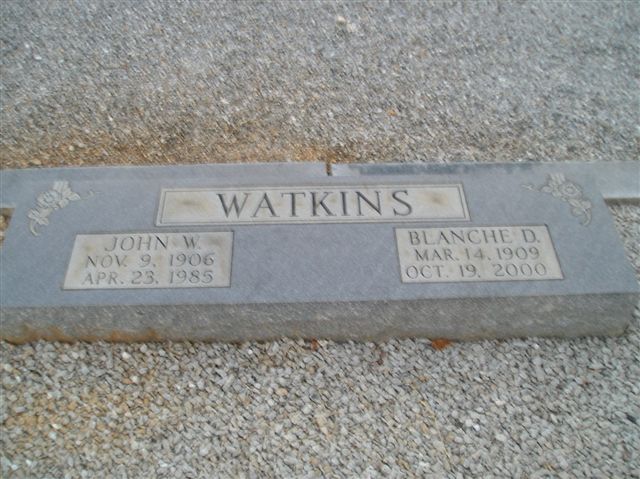 WATKINS
JOHN W.
NOV. 9, 1906
APR. 23, 1985
BLANCHE D.
MAR. 14, 1909
OCT. 19, 2000